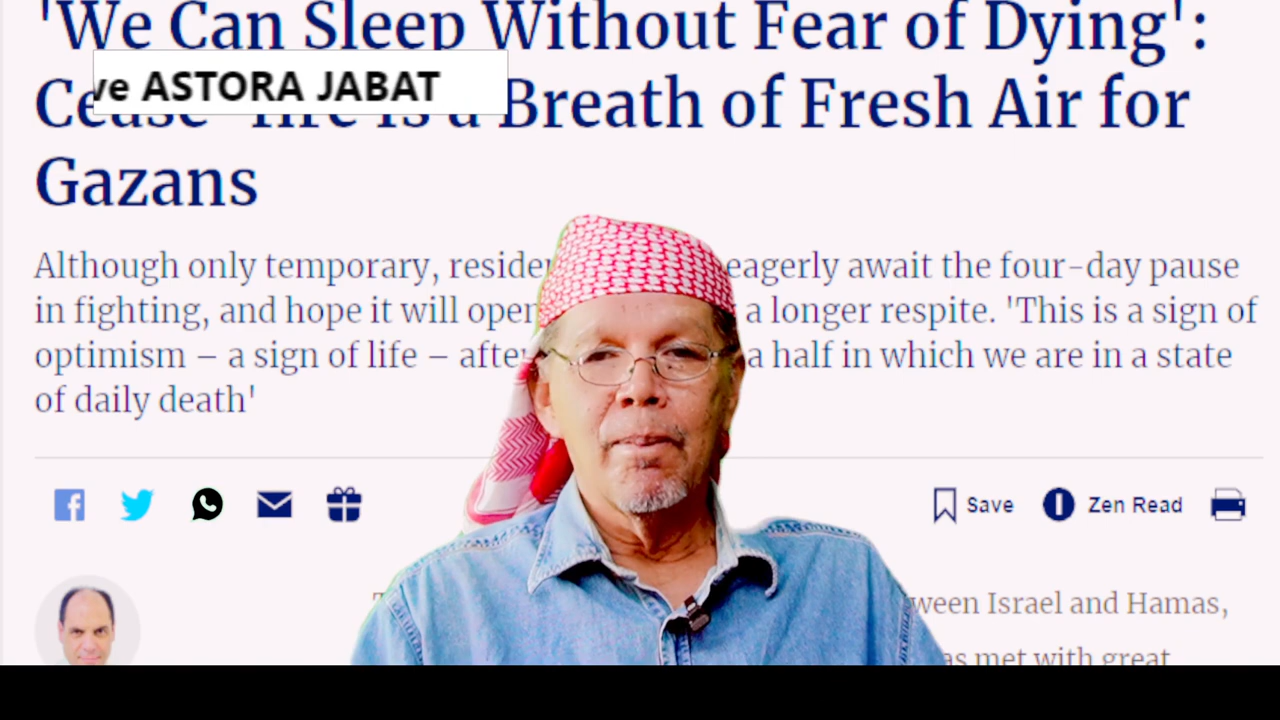 'We Can Sleep Without Fear of Dying':
ve ASTORA JABAT
Breath of Fresh Air for
Gazans
Although only temporary, eagerly await the four-day pause
in fighting, and hope it will a longer respite. 'This is a sign of
optimism – a sign of life – a half in which we are in a state
of daily death'
Save Zen Read
Israel and Hamas,
met with great